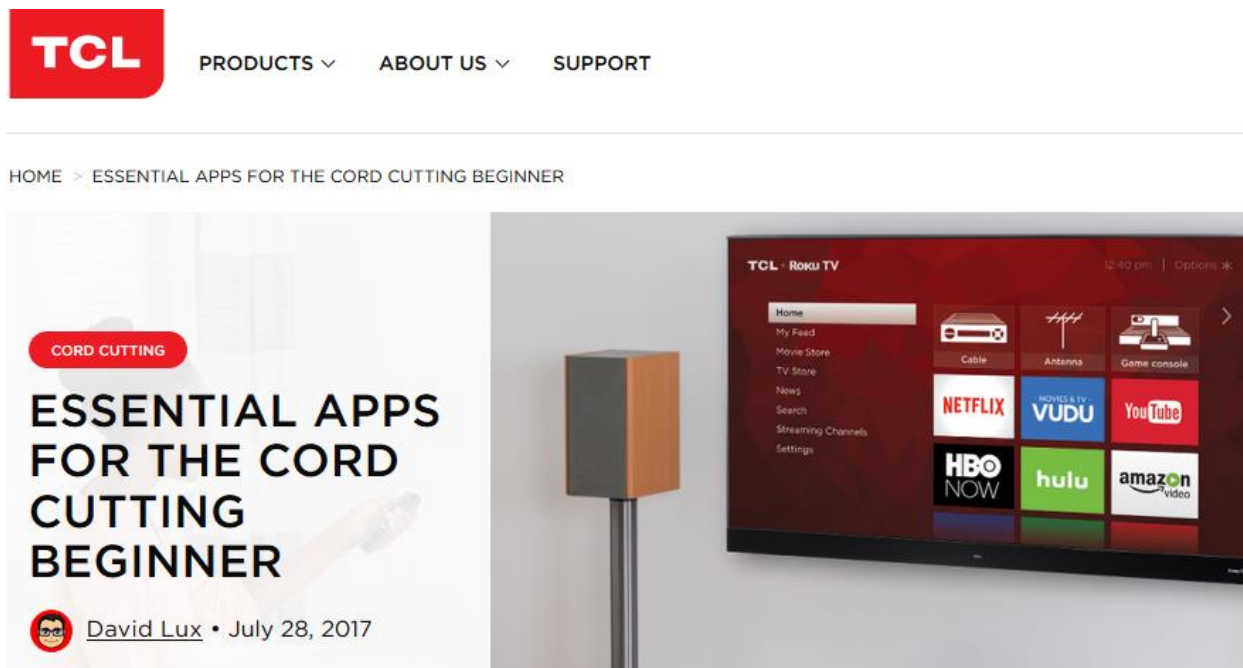 TCL
PRODUCTS
ABOUT US
SUPPORT
HOME > ESSENTIAL APPS FOR THE CORD CUTTING BEGINNER
CORD CUTTING
ESSENTIAL APPS
FOR THE CORD
CUTTING
BEGINNER
David Lux • July 28, 2017
TCL · Roku TV
12:40 pm | Options
Home
My Feed
Movie Store
TV Store
News
Search
Streaming Channels
Settings
Cable
Antenna
Game console
NETFLIX
MOVIES & TV
VUDU
YouTube
HBO
NOW
hulu
amazon
video